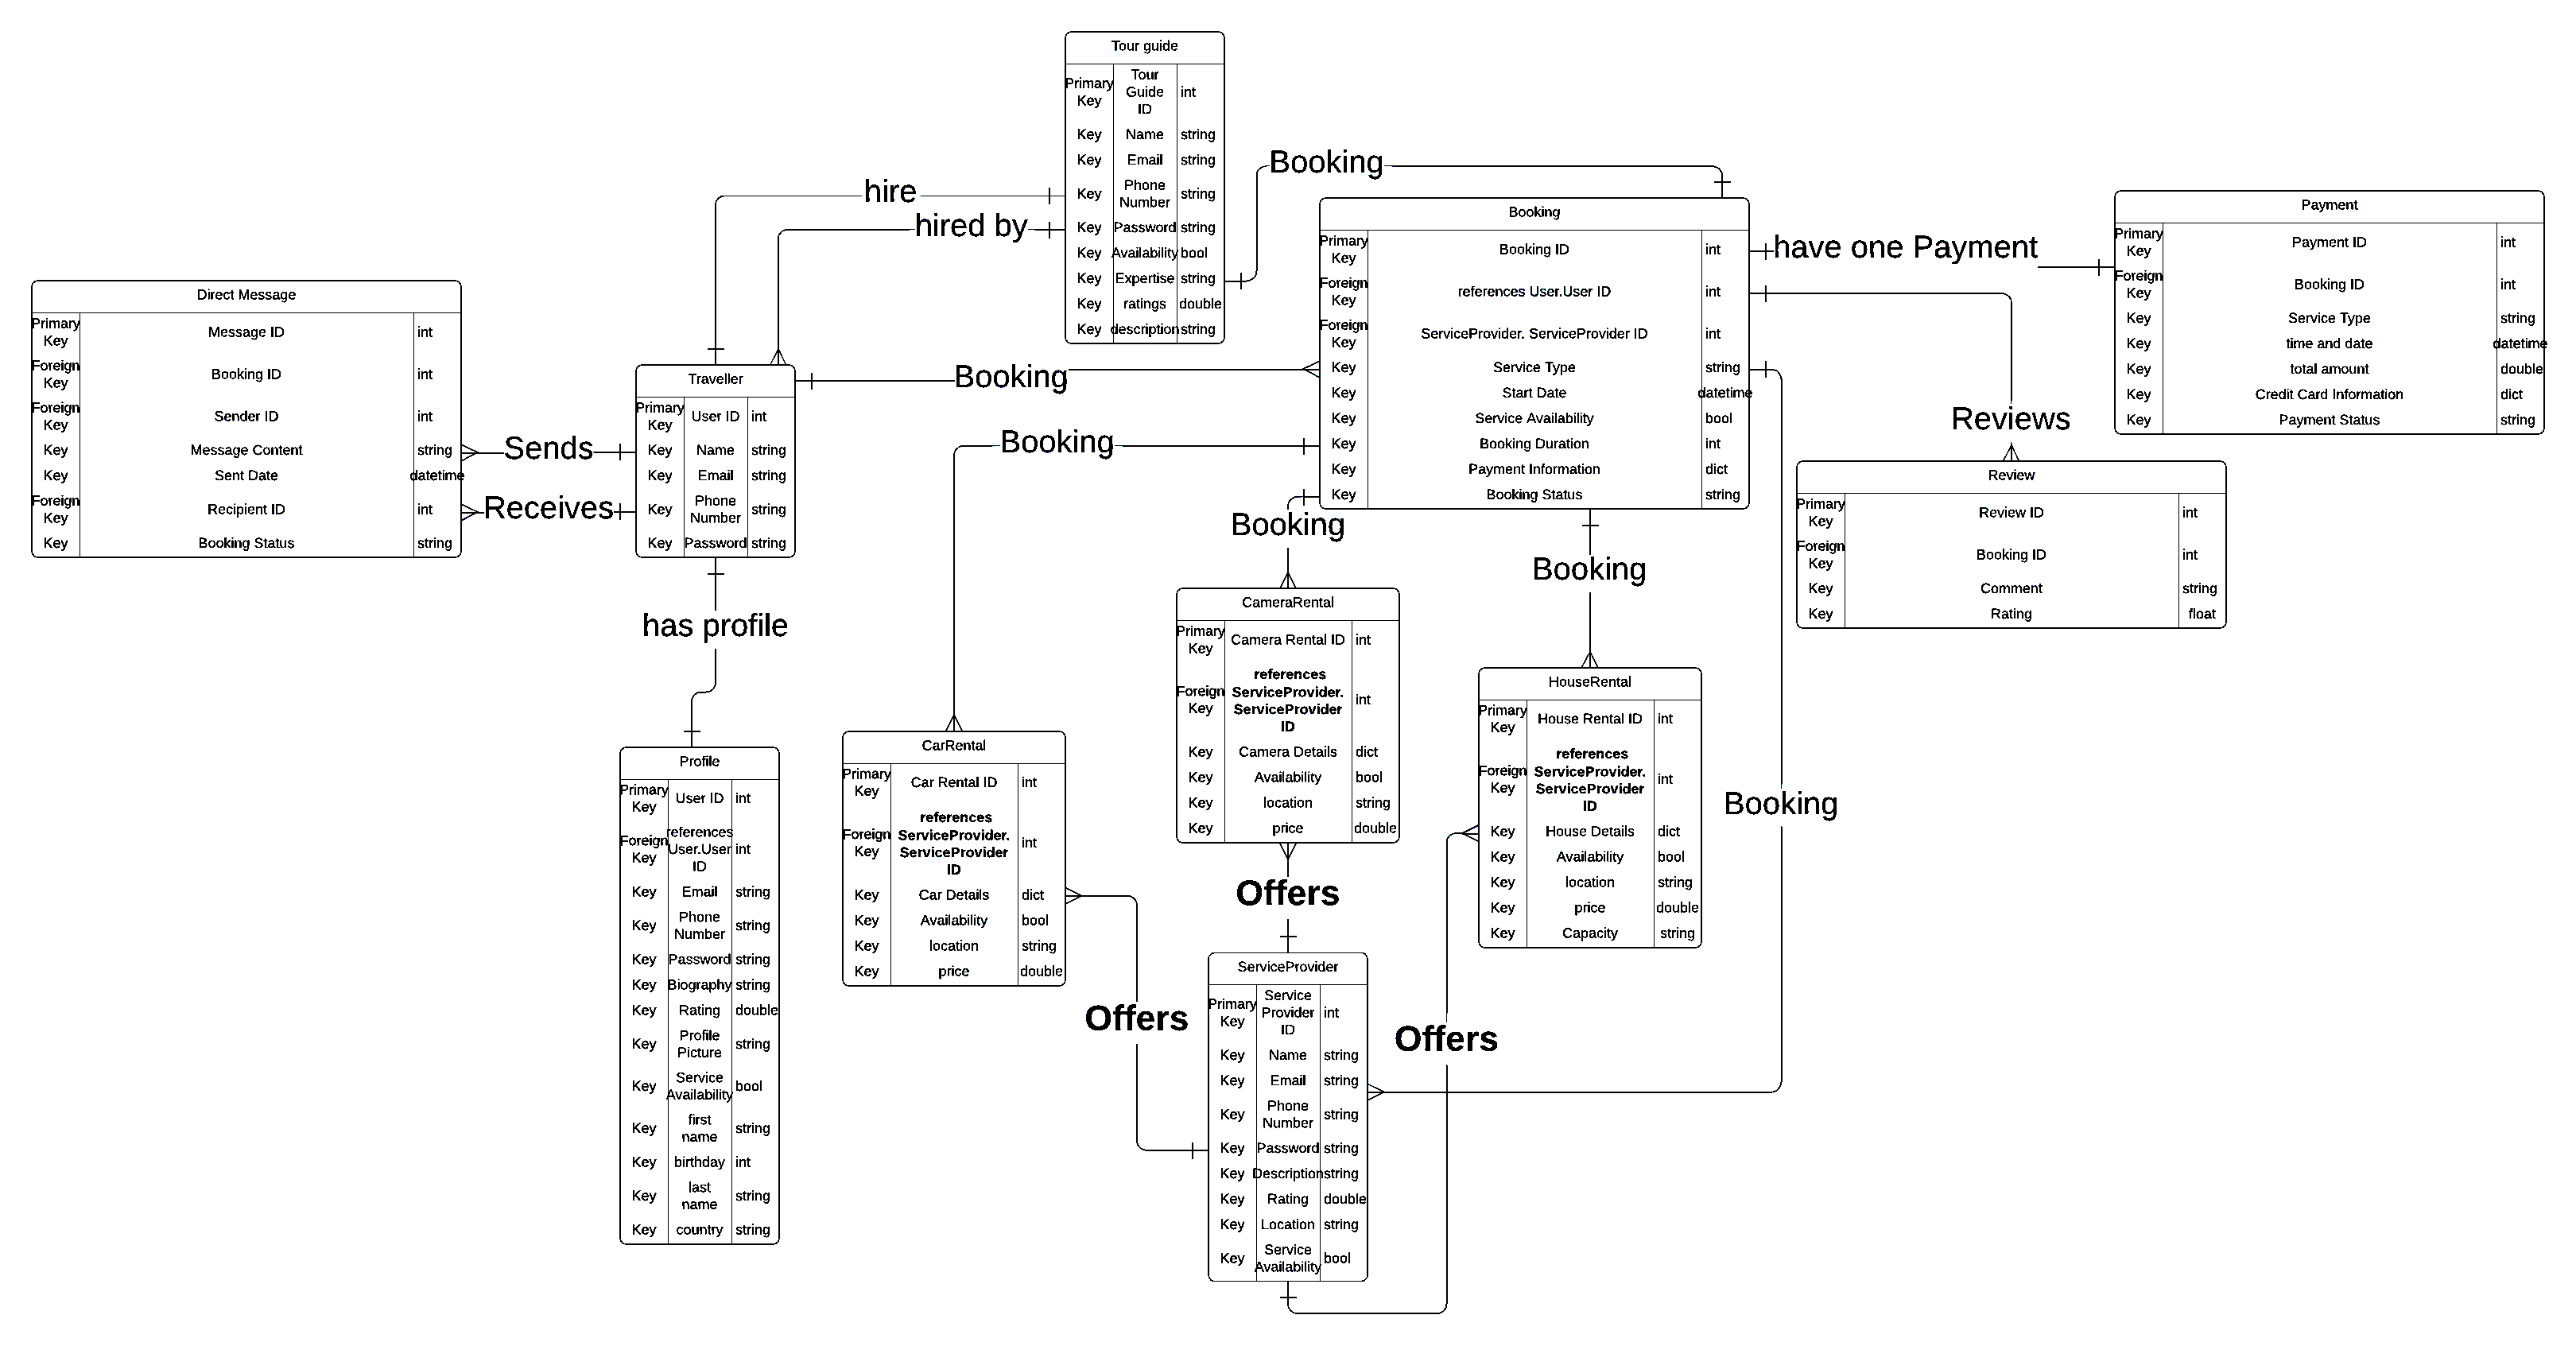 Tour guide
Primary Key Tour Guide ID int
Key Name string
Key Email string
Key Phone Number string
Key Password string
Key Availability bool
Key Expertise string
Key ratings double
Key description string
hire
hired by
Booking
Booking
Primary Key Booking ID int
Foreign Key references User.User ID int
Foreign Key ServiceProvider. ServiceProvider ID int
Key Service Type string
Key Start Date datetime
Key Service Availability bool
Key Booking Duration int
Key Payment Information dict
Key Booking Status string
have one Payment
Payment
Primary Key Payment ID int
Foreign Key Booking ID int
Key Service Type string
Key time and date datetime
Key total amount double
Key Credit Card Information dict
Key Payment Status string
Direct Message
Primary Key Message ID int
Foreign Key Booking ID int
Foreign Key Sender ID int
Key Message Content string
Key Sent Date datetime
Foreign Key Recipient ID int
Key Booking Status string
Sends
Receives
Traveller
Primary Key User ID int
Key Name string
Key Email string
Key Phone Number string
Key Password string
Booking
Booking
Booking
Booking
Reviews
Review
Primary Key Review ID int
Foreign Key Booking ID int
Key Comment string
Key Rating float
has profile
Profile
Primary Key User ID int
Foreign Key references User.User ID int
Key Email string
Key Phone Number string
Key Password string
Key Biography string
Key Rating double
Key Profile Picture string
Key Service Availability bool
Key first name string
Key birthday int
Key last name string
Key country string
CarRental
Primary Key Car Rental ID int
Foreign Key references ServiceProvider. ServiceProvider ID int
Key Car Details dict
Key Availability bool
Key location string
Key price double
CameraRental
Primary Key Camera Rental ID int
Foreign Key references ServiceProvider. ServiceProvider ID int
Key Camera Details dict
Key Availability bool
Key location string
Key price double
HouseRental
Primary Key House Rental ID int
Foreign Key references ServiceProvider. ServiceProvider ID int
Key House Details dict
Key Availability bool
Key location string
Key price double
Key Capacity string
Booking
Offers
Offers
Offers
ServiceProvider
Primary Key Service Provider ID int
Key Name string
Key Email string
Key Phone Number string
Key Password string
Key Description string
Key Rating double
Key Location string
Key Service Availability bool